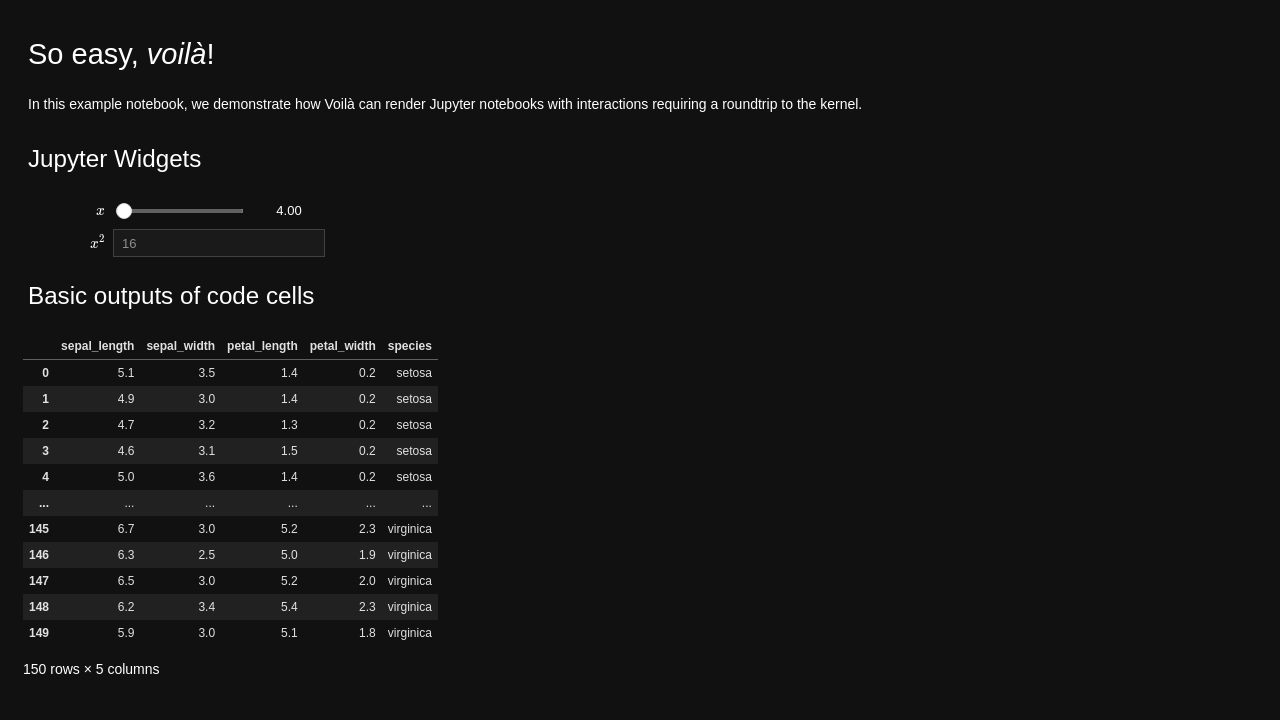 So easy, voilà!
In this example notebook, we demonstrate how Voilà can render Jupyter notebooks with interactions requiring a roundtrip to the kernel.
Jupyter Widgets
x 4.00
x² 16
Basic outputs of code cells
sepal_length sepal_width petal_length petal_width species
0 5.1 3.5 1.4 0.2 setosa
1 4.9 3.0 1.4 0.2 setosa
2 4.7 3.2 1.3 0.2 setosa
3 4.6 3.1 1.5 0.2 setosa
4 5.0 3.6 1.4 0.2 setosa
... ... ... ... ... ...
145 6.7 3.0 5.2 2.3 virginica
146 6.3 2.5 5.0 1.9 virginica
147 6.5 3.0 5.2 2.0 virginica
148 6.2 3.4 5.4 2.3 virginica
149 5.9 3.0 5.1 1.8 virginica
150 rows × 5 columns